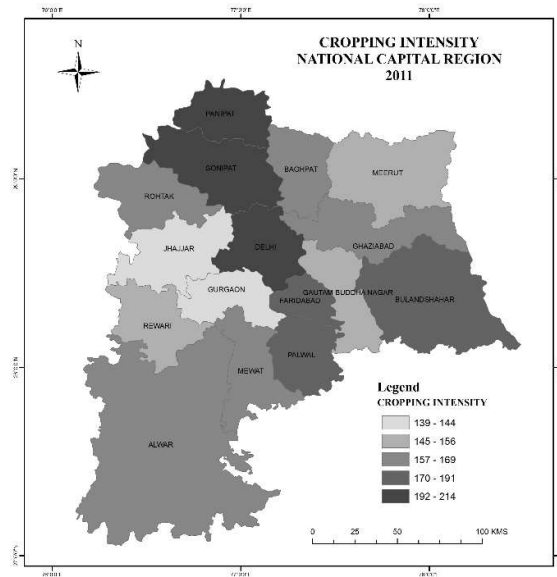 CROPPING INTENSITY
NATIONAL CAPITAL REGION
2011
N
PANIPAT
SONIPAT
BAGHPAT
MEERUT
ROHTAK
JHAJJAR
DELHI
GHAZIABAD
GURGAON
GAUTAM BUDDHA NAGAR
FARIDABAD
BULANDSHAHAR
REWARI
PALWAL
MEWAT
ALWAR
Legend
CROPPING INTENSITY
139 - 144
145 - 156
157 - 169
170 - 191
192 - 214
0 25 50 100 KMS